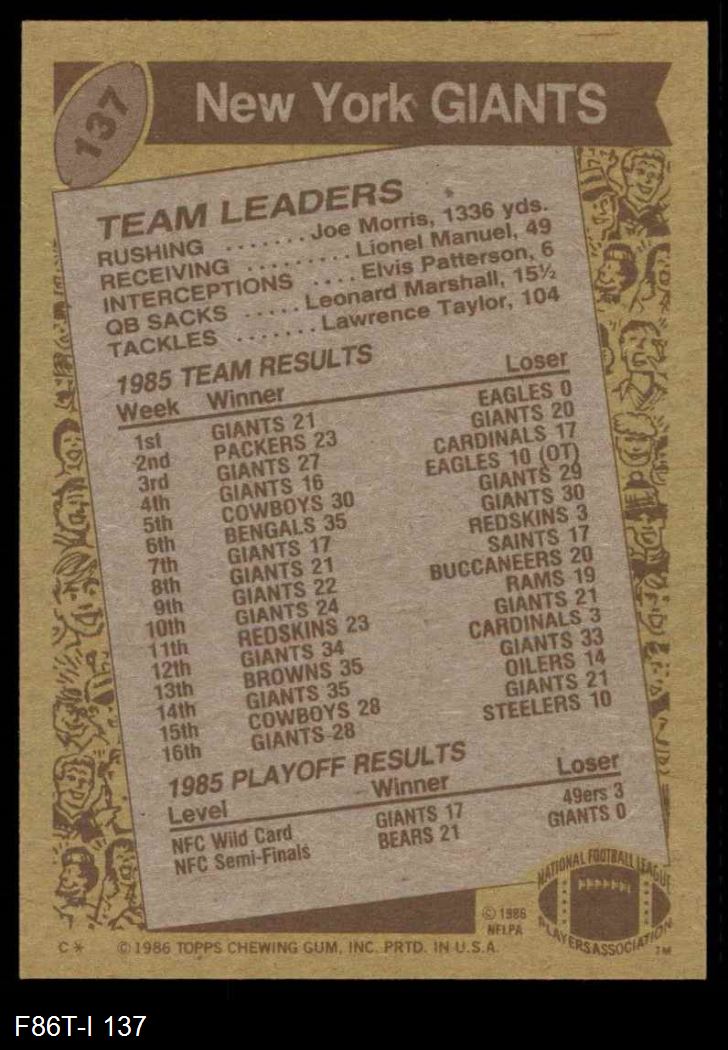 137
New York GIANTS
TEAM LEADERS
RUSHING ........ Joe Morris, 1336 yds.
RECEIVING ......... Lionel Manuel, 49
INTERCEPTIONS .... Elvis Patterson, 6
QB SACKS ..... Leonard Marshall, 15½
TACKLES ........ Lawrence Taylor, 104
1985 TEAM RESULTS
Week Winner Loser
1st GIANTS 21 EAGLES 0
2nd PACKERS 23 GIANTS 20
3rd GIANTS 27 CARDINALS 17
4th GIANTS 16 EAGLES 10 (OT)
5th COWBOYS 30 GIANTS 29
6th BENGALS 35 GIANTS 30
7th GIANTS 17 REDSKINS 3
8th GIANTS 21 SAINTS 17
9th GIANTS 22 BUCCANEERS 20
10th GIANTS 24 RAMS 19
11th REDSKINS 23 GIANTS 21
12th GIANTS 34 CARDINALS 3
13th BROWNS 35 GIANTS 33
14th GIANTS 35 OILERS 14
15th COWBOYS 28 GIANTS 21
16th GIANTS 28 STEELERS 10
1985 PLAYOFF RESULTS
Level Winner Loser
NFC Wild Card GIANTS 17 49ers 3
NFC Semi-Finals BEARS 21 GIANTS 0
NATIONAL FOOTBALL LEAGUE
PLAYERS ASSOCIATION
TM
© 1986
NFLPA
C * © 1986 TOPPS CHEWING GUM, INC. PRTD. IN U.S.A.
F86T-I 137